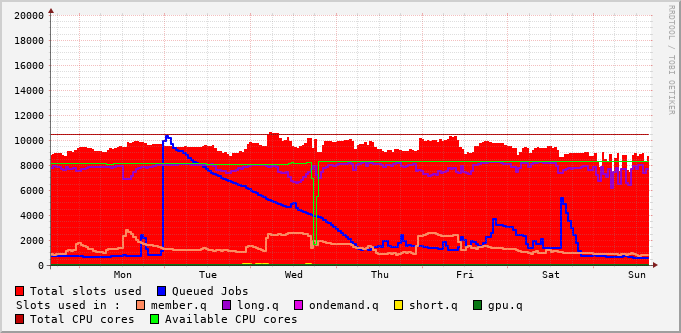 20000
18000
16000
14000
12000
10000
8000
6000
4000
2000
0
Mon Tue Wed Thu Fri Sat Sun
Total slots used Queued Jobs
Slots used in : member.q long.q ondemand.q short.q gpu.q
Total CPU cores Available CPU cores
RRDTOOL / TOBI OETIKER